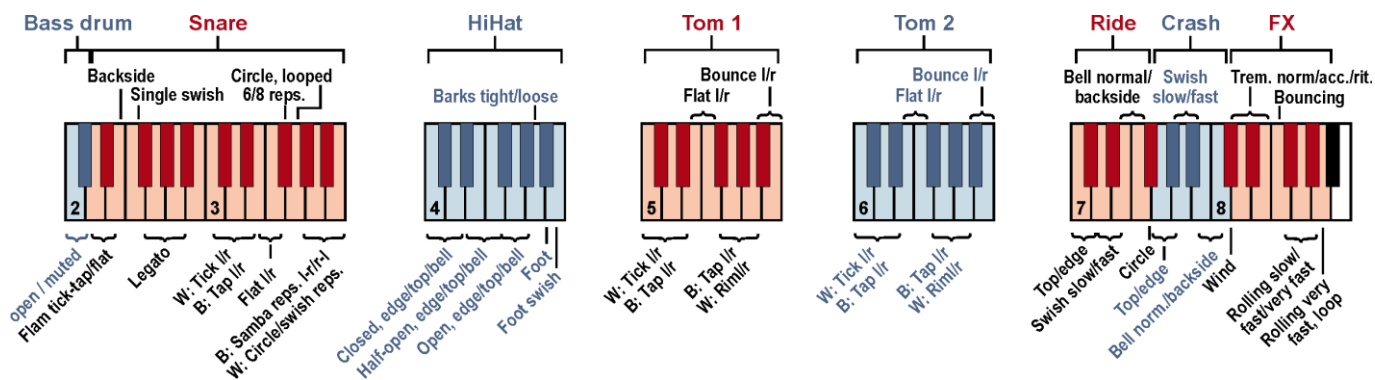 Bass drum
Snare
HiHat
Tom 1
Tom 2
Ride
Crash
FX
Backside
Single swish
Circle, looped
6/8 reps.
Barks tight/loose
Bounce l/r
Flat l/r
Bounce l/r
Flat l/r
Bell normal/
backside
Swish
slow/fast
Trem. norm/acc./rit.
Bouncing
2
3
4
5
6
7
8
open / muted
Flam tick-tap/flat
Legato
W: Tick l/r
B: Tap l/r
Flat l/r
B: Samba reps. l-r/r-l
W: Circle/swish reps.
Closed, edge/top/bell
Half-open, edge/top/bell
Open, edge/top/bell
Foot
Foot swish
W: Tick l/r
B: Tap l/r
B: Tap l/r
W: Riml/r
W: Tick l/r
B: Tap l/r
B: Tap l/r
W: Riml/r
Top/edge
Swish slow/fast
Circle
Top/edge
Bell norm./backside
Wind
Rolling slow/
fast/very fast
Rolling very
fast, loop